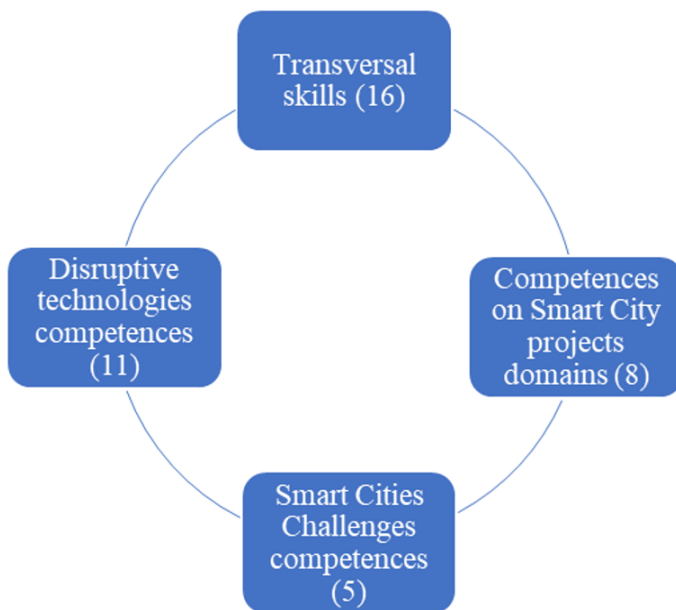 Transversal
skills (16)
Disruptive
technologies
competences
(11)
Competences
on Smart City
projects
domains (8)
Smart Cities
Challenges
competences
(5)